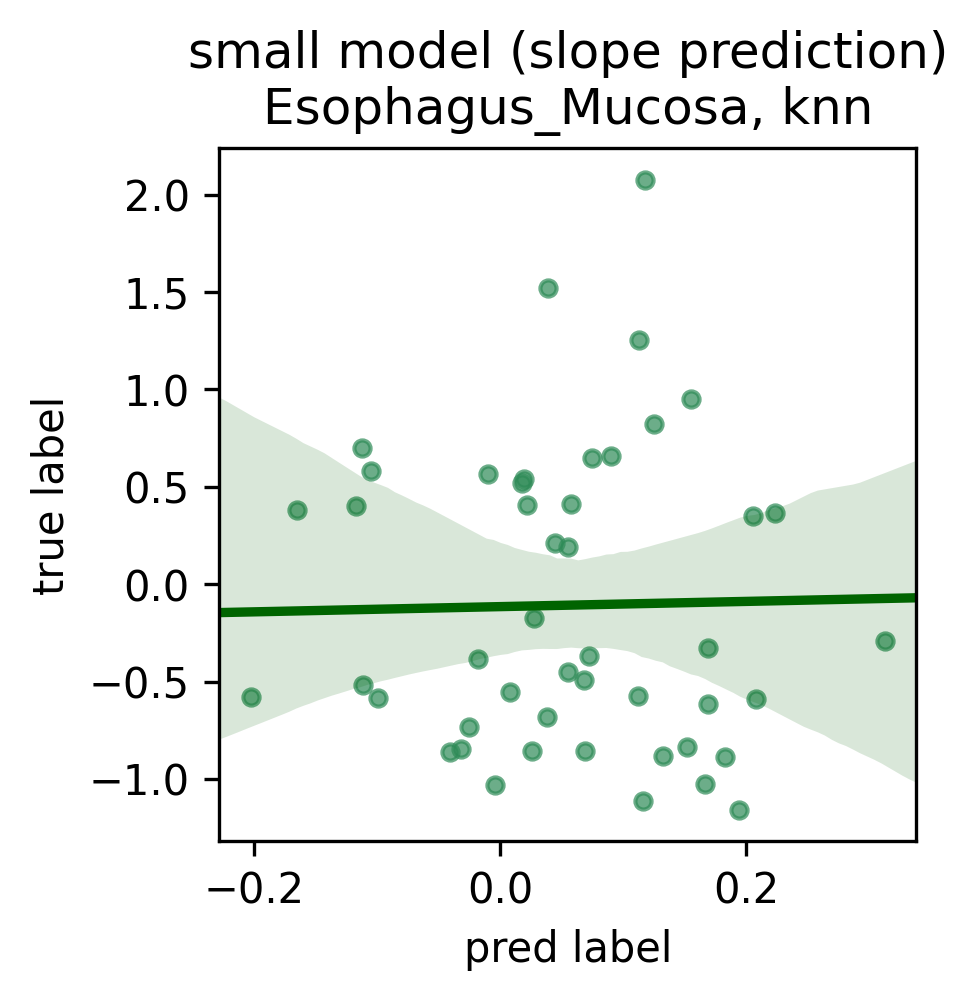 small model (slope prediction)
Esophagus_Mucosa, knn
2.0
1.5
1.0
0.5
0.0
−0.5
−1.0
true label
−0.2
0.0
0.2
pred label